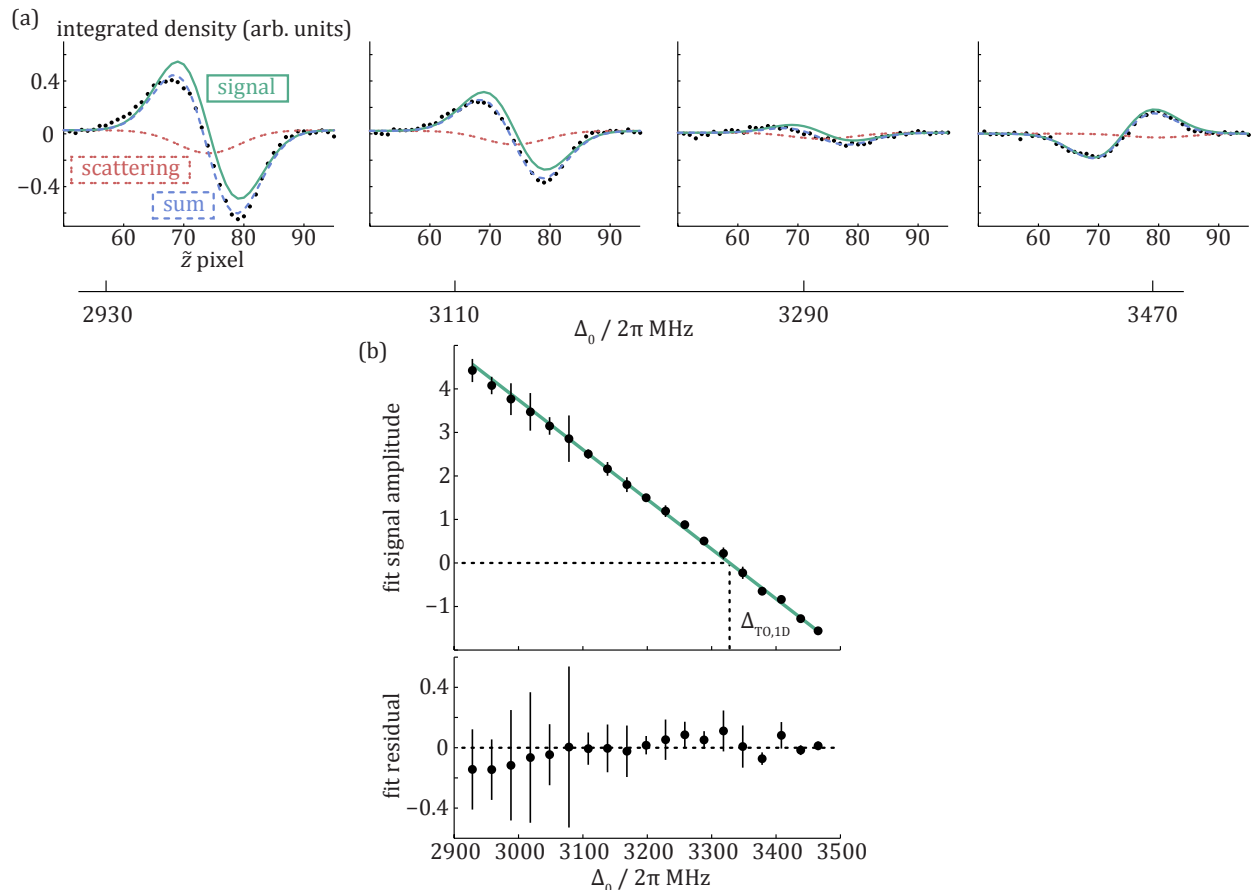 (a)
integrated density (arb. units)
0.4
0
−0.4
signal
scattering
sum
60 70 80 90
60 70 80 90
60 70 80 90
60 70 80 90
z̃ pixel
2930 3110 3290 3470
Δ₀ / 2π MHz
(b)
fit signal amplitude
4
3
2
1
0
−1
Δ_TO,1D
fit residual
0.4
0
−0.4
2900 3000 3100 3200 3300 3400 3500
Δ₀ / 2π MHz